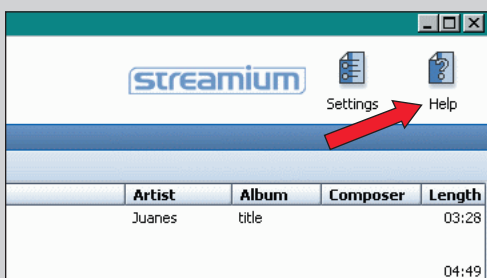 streamium
Settings Help
Artist Album Composer Length
Juanes title 03:28
04:49